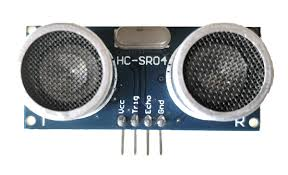 HC-SR04
Vcc Trig Echo Gnd
T R